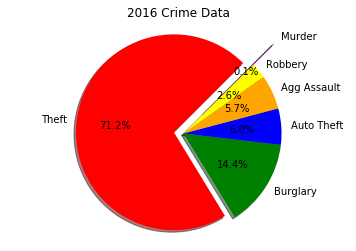 2016 Crime Data
Murder
Robbery
0.1%
Agg Assault
2.6%
5.7%
Theft
71.2%
Auto Theft
6.0%
14.4%
Burglary